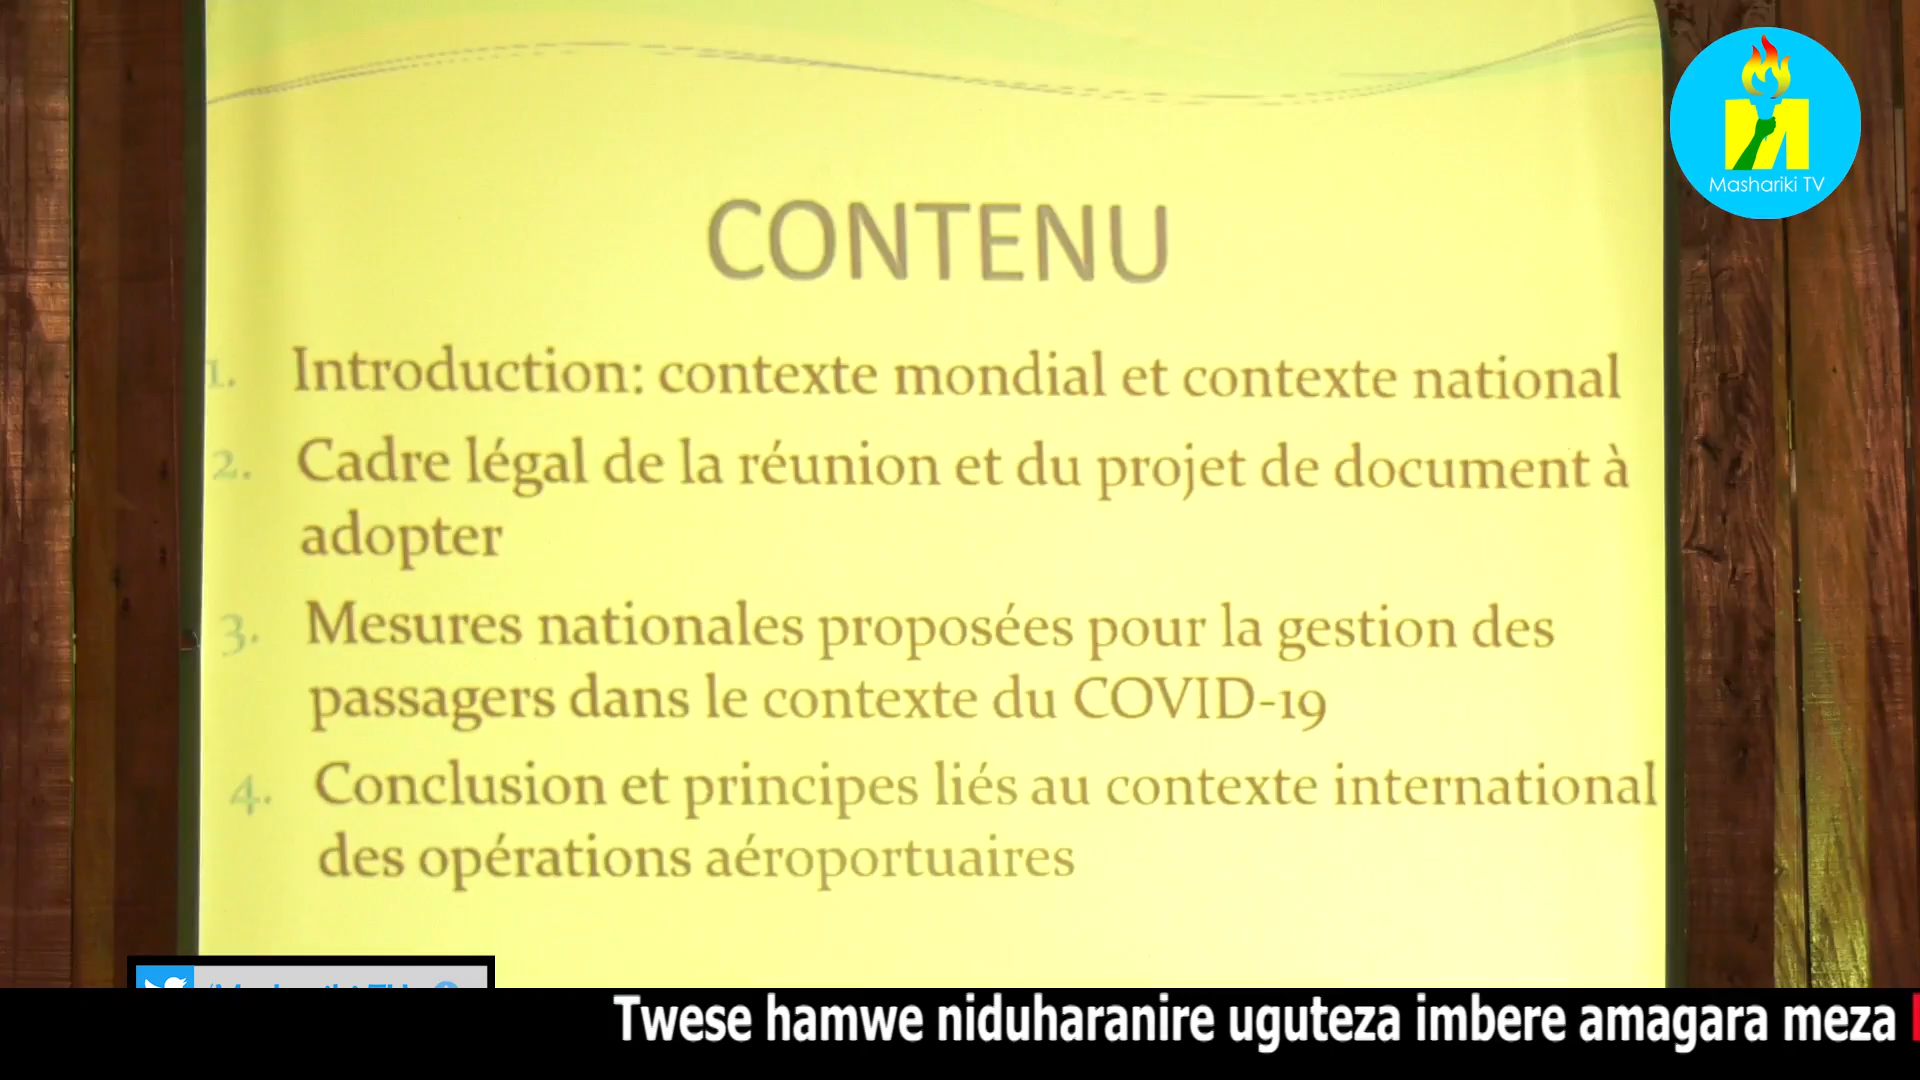 Mashariki TV
CONTENU
1. Introduction: contexte mondial et contexte national
2. Cadre légal de la réunion et du projet de document à
adopter
3. Mesures nationales proposées pour la gestion des
passagers dans le contexte du COVID-19
4. Conclusion et principes liés au contexte international
des opérations aéroportuaires
Twese hamwe niduharanire uguteza imbere amagara meza